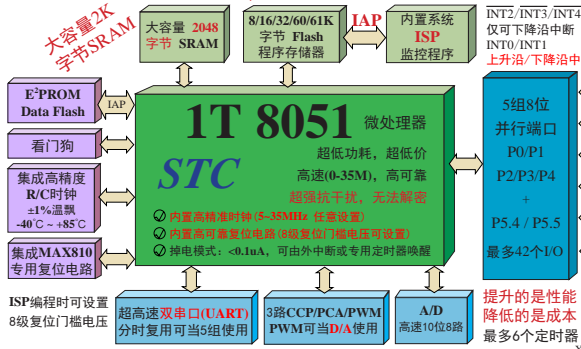 大容量2K
字节SRAM
大容量 2048
字节 SRAM
8/16/32/60/61K
字节 Flash
程序存储器
IAP
内置系统
ISP
监控程序
INT2/INT3/INT4
仅可下降沿中断
INT0/INT1
上升沿/下降沿中
E²PROM
Data Flash
IAP
看门狗
集成高精度
R/C时钟
±1%温飘
-40℃ ~ +85℃
集成MAX810
专用复位电路
1T 8051 微处理器
STC
超低功耗，超低价
高速(0-35M)，高可靠
超强抗干扰，无法解密
内置高精准时钟(5~35MHz 任意设置)
内置高可靠复位电路(8级复位门槛电压可设置)
掉电模式：<0.1uA，可由外中断或专用定时器唤醒
5组8位
并行端口
P0/P1
P2/P3/P4
+
P5.4 / P5.5
最多42个I/O
ISP编程时可设置
8级复位门槛电压
超高速双串口(UART)
分时复用可当5组使用
3路CCP/PCA/PWM
PWM可当D/A使用
A/D
高速10位8路
提升的是性能
降低的是成本
最多6个定时器